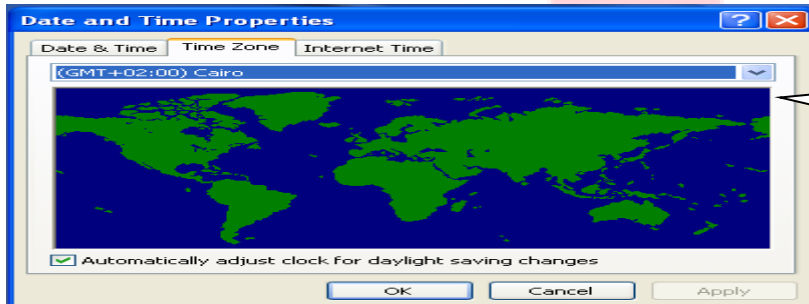 Date and Time Properties
Date & Time Time Zone Internet Time
(GMT+02:00) Cairo
Automatically adjust clock for daylight saving changes
OK Cancel Apply